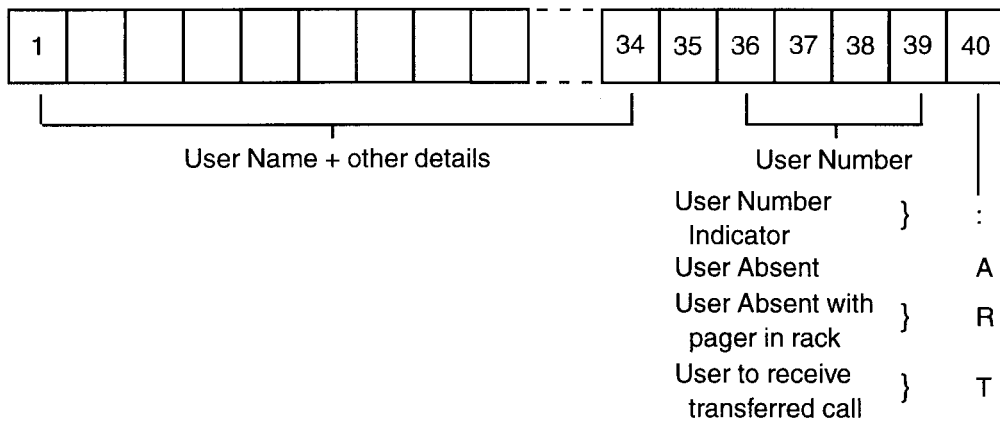 1 34 35 36 37 38 39 40
User Name + other details User Number
User Number } :
Indicator
User Absent A
User Absent with } R
pager in rack
User to receive } T
transferred call